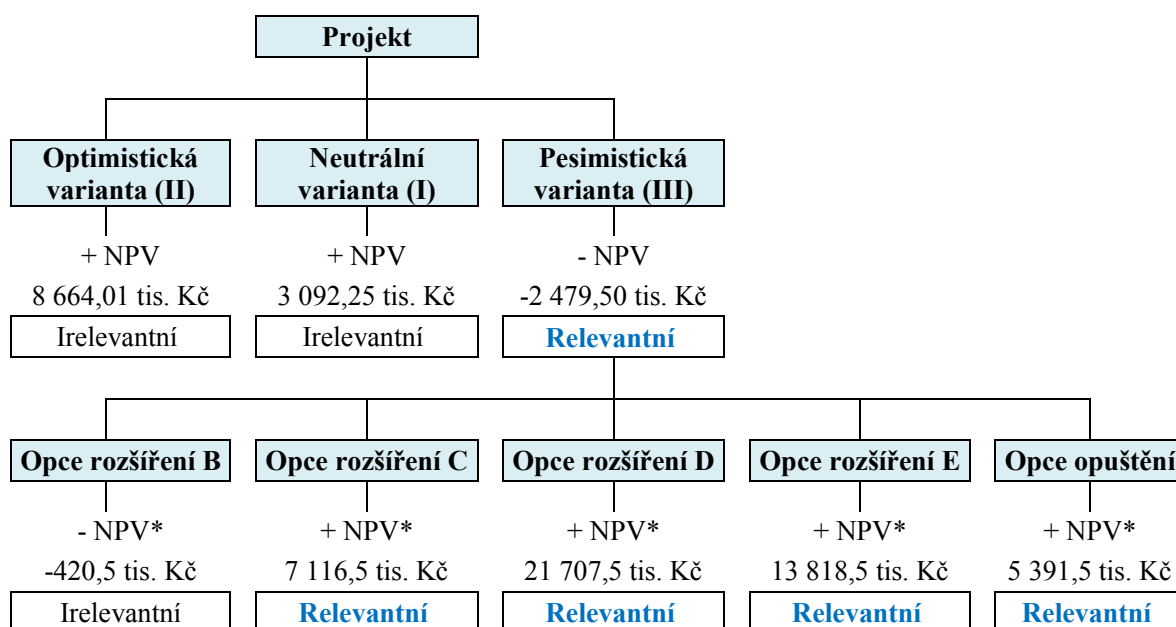 Projekt
Optimistická
varianta (II)
Neutrální
varianta (I)
Pesimistická
varianta (III)
+ NPV
+ NPV
- NPV
8 664,01 tis. Kč
3 092,25 tis. Kč
-2 479,50 tis. Kč
Irelevantní
Irelevantní
Relevantní
Opce rozšíření B
Opce rozšíření C
Opce rozšíření D
Opce rozšíření E
Opce opuštění
- NPV*
+ NPV*
+ NPV*
+ NPV*
+ NPV*
-420,5 tis. Kč
7 116,5 tis. Kč
21 707,5 tis. Kč
13 818,5 tis. Kč
5 391,5 tis. Kč
Irelevantní
Relevantní
Relevantní
Relevantní
Relevantní